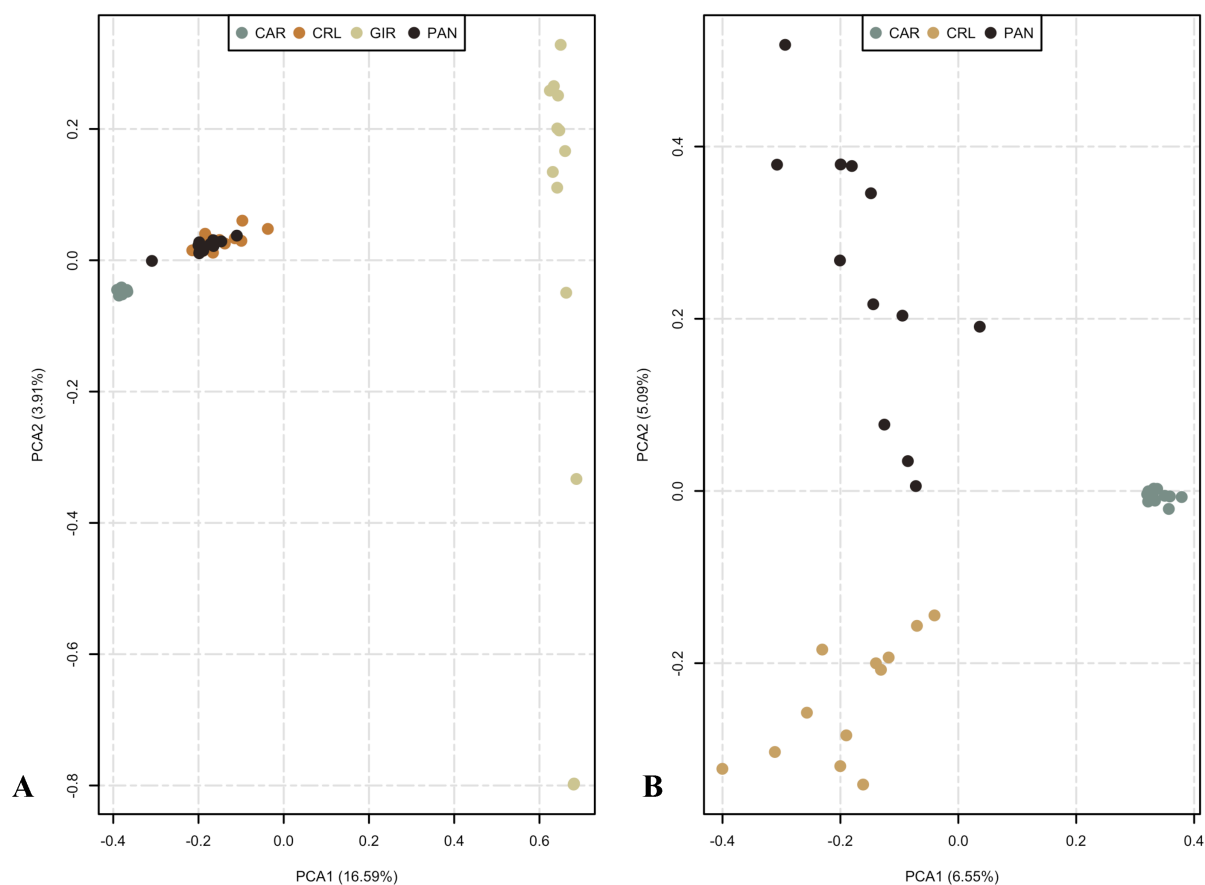 CAR CRL GIR PAN
0.2
0.0
-0.2
-0.4
-0.6
-0.8
PCA2 (3.91%)
-0.4 -0.2 0.0 0.2 0.4 0.6
PCA1 (16.59%)
A
CAR CRL PAN
0.4
0.2
0.0
-0.2
PCA2 (5.09%)
-0.4 -0.2 0.0 0.2 0.4
PCA1 (6.55%)
B